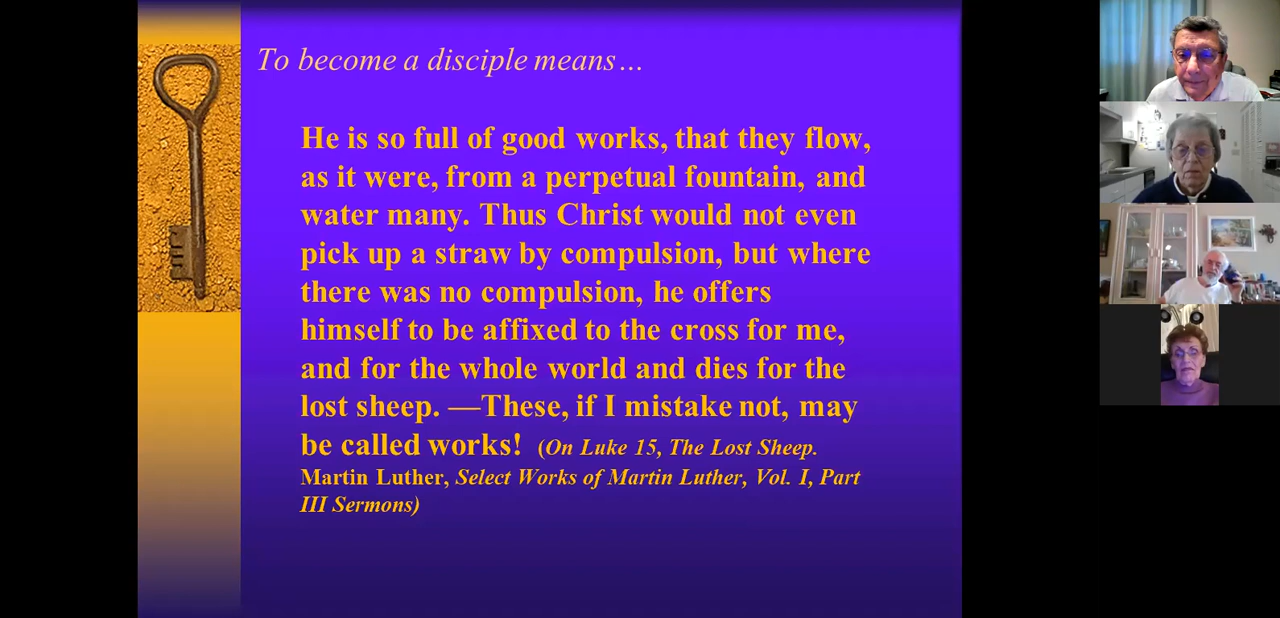 To become a disciple means…
He is so full of good works, that they flow,
as it were, from a perpetual fountain, and
water many. Thus Christ would not even
pick up a straw by compulsion, but where
there was no compulsion, he offers
himself to be affixed to the cross for me,
and for the whole world and dies for the
lost sheep. —These, if I mistake not, may
be called works! (On Luke 15, The Lost Sheep.
Martin Luther, Select Works of Martin Luther, Vol. I, Part
III Sermons)